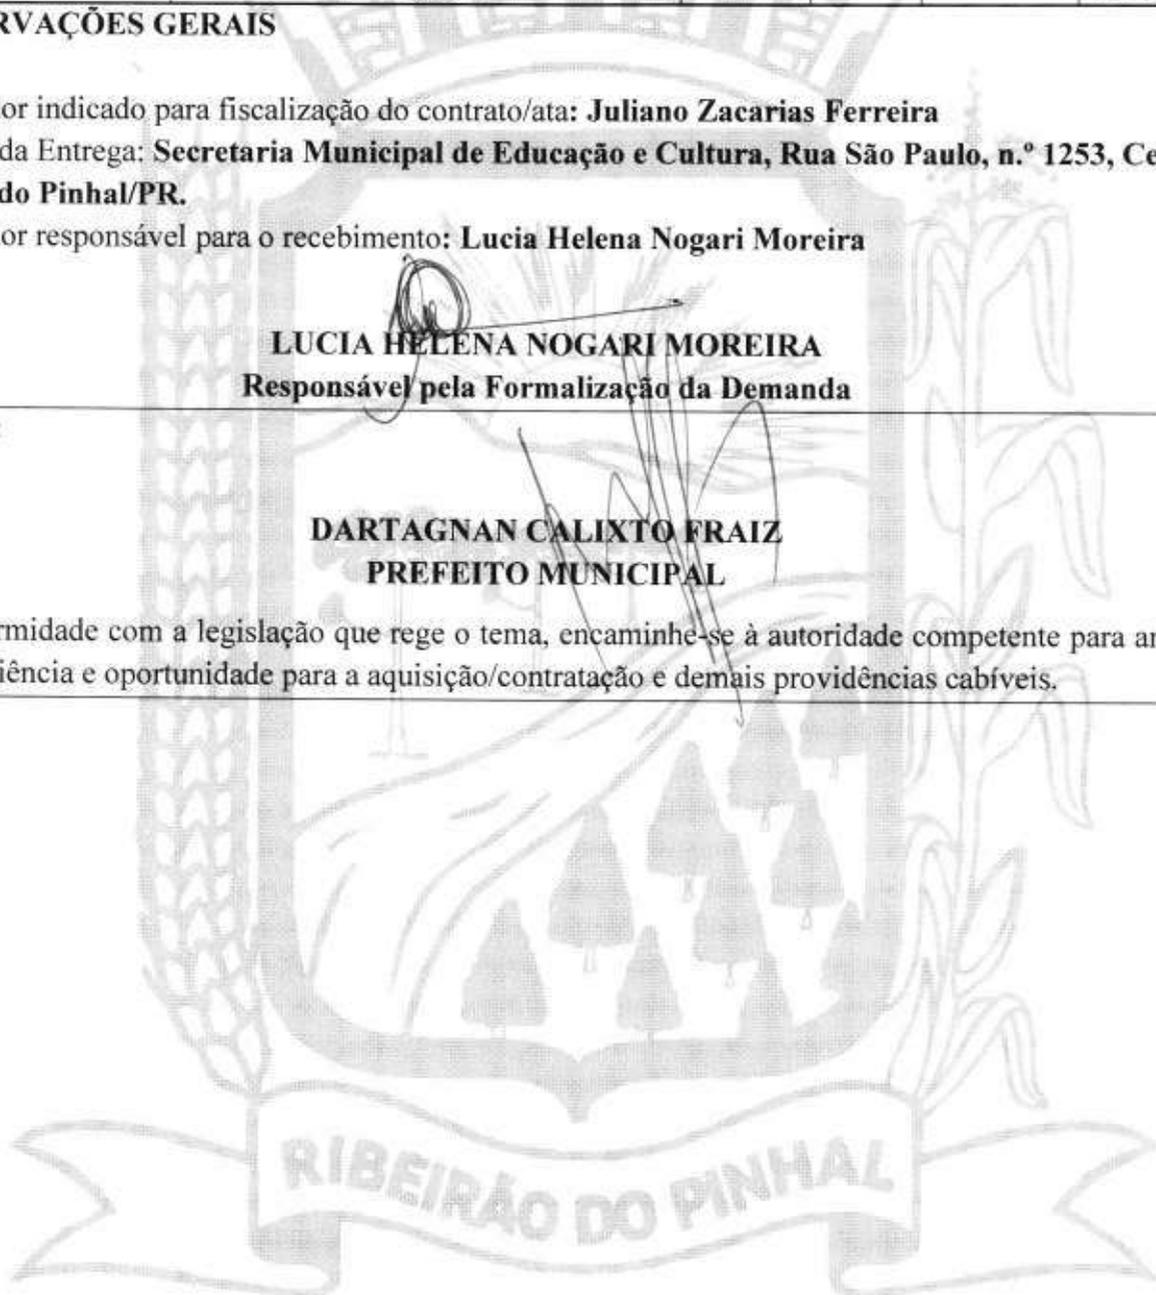 RVAÇÕES GERAIS
or indicado para fiscalização do contrato/ata: Juliano Zacarias Ferreira
da Entrega: Secretaria Municipal de Educação e Cultura, Rua São Paulo, n.º 1253, Ce
do Pinhal/PR.
or responsável para o recebimento: Lucia Helena Nogari Moreira
LUCIA HELENA NOGARI MOREIRA
Responsável pela Formalização da Demanda
DARTAGNAN CALIXTO FRAIZ
PREFEITO MUNICIPAL
rmidade com a legislação que rege o tema, encaminhe-se à autoridade competente para an
iência e oportunidade para a aquisição/contratação e demais providências cabíveis.
RIBEIRÃO DO PINHAL